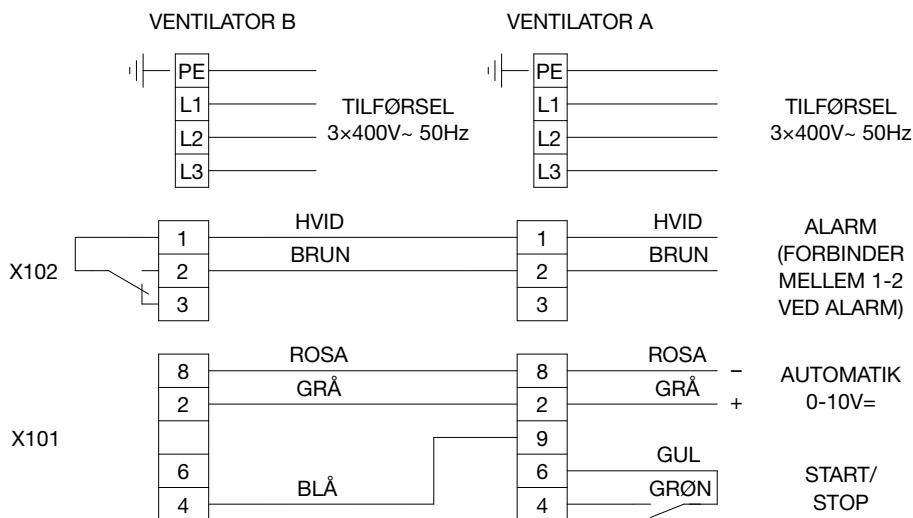 VENTILATOR B
VENTILATOR A
PE
L1
L2
L3
TILFØRSEL
3×400V~ 50Hz
PE
L1
L2
L3
TILFØRSEL
3×400V~ 50Hz
X102
1
2
3
HVID
BRUN
1
2
3
HVID
BRUN
ALARM
(FORBINDER
MELLEM 1-2
VED ALARM)
X101
8
2
6
4
ROSA
GRÅ
BLÅ
8
2
9
6
4
ROSA
GRÅ
GUL
GRØN
–
+
AUTOMATIK
0-10V=
START/
STOP